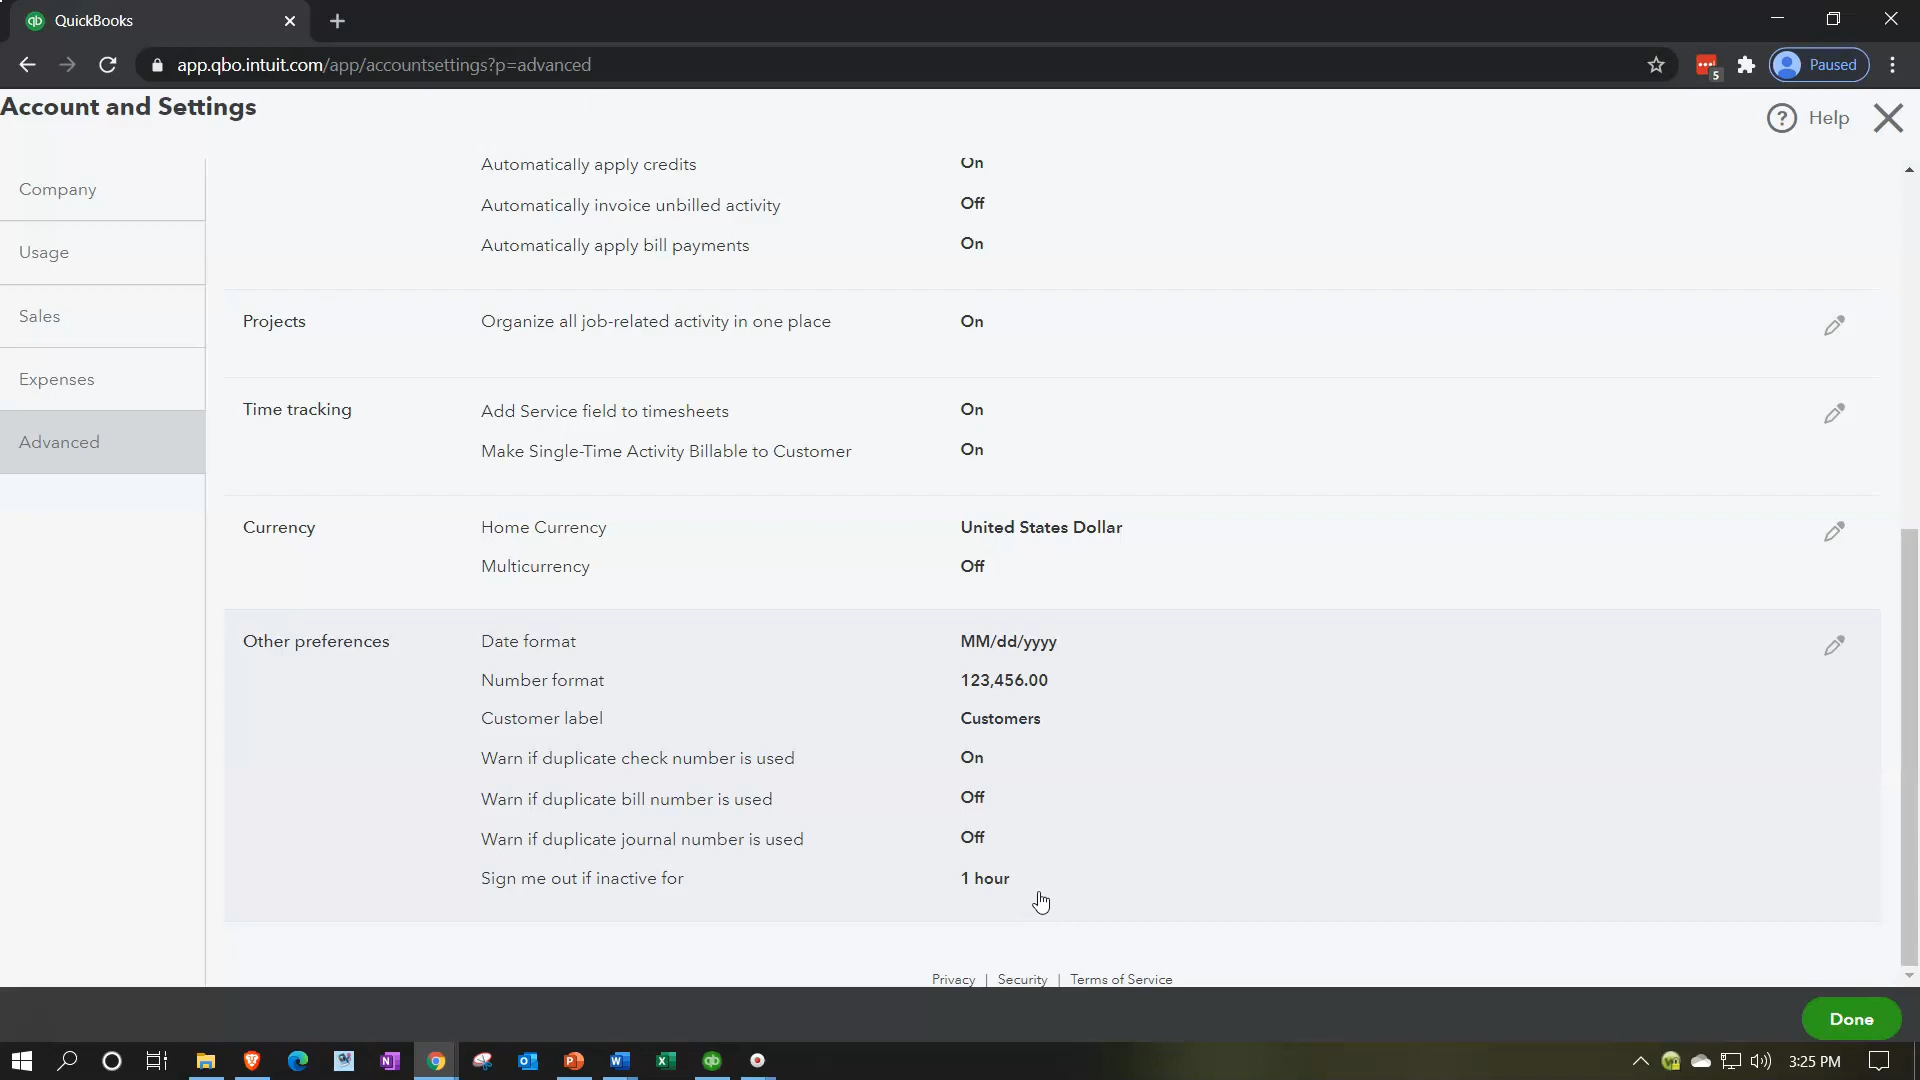 QuickBooks
app.qbo.intuit.com/app/accountsettings?p=advanced
5
Paused
Account and Settings
? Help
Company
Usage
Sales
Expenses
Advanced
Automatically apply credits On
Automatically invoice unbilled activity Off
Automatically apply bill payments On
Projects Organize all job-related activity in one place On
Time tracking Add Service field to timesheets On
Make Single-Time Activity Billable to Customer On
Currency Home Currency United States Dollar
Multicurrency Off
Other preferences Date format MM/dd/yyyy
Number format 123,456.00
Customer label Customers
Warn if duplicate check number is used On
Warn if duplicate bill number is used Off
Warn if duplicate journal number is used Off
Sign me out if inactive for 1 hour
Privacy | Security | Terms of Service
Done
3:25 PM